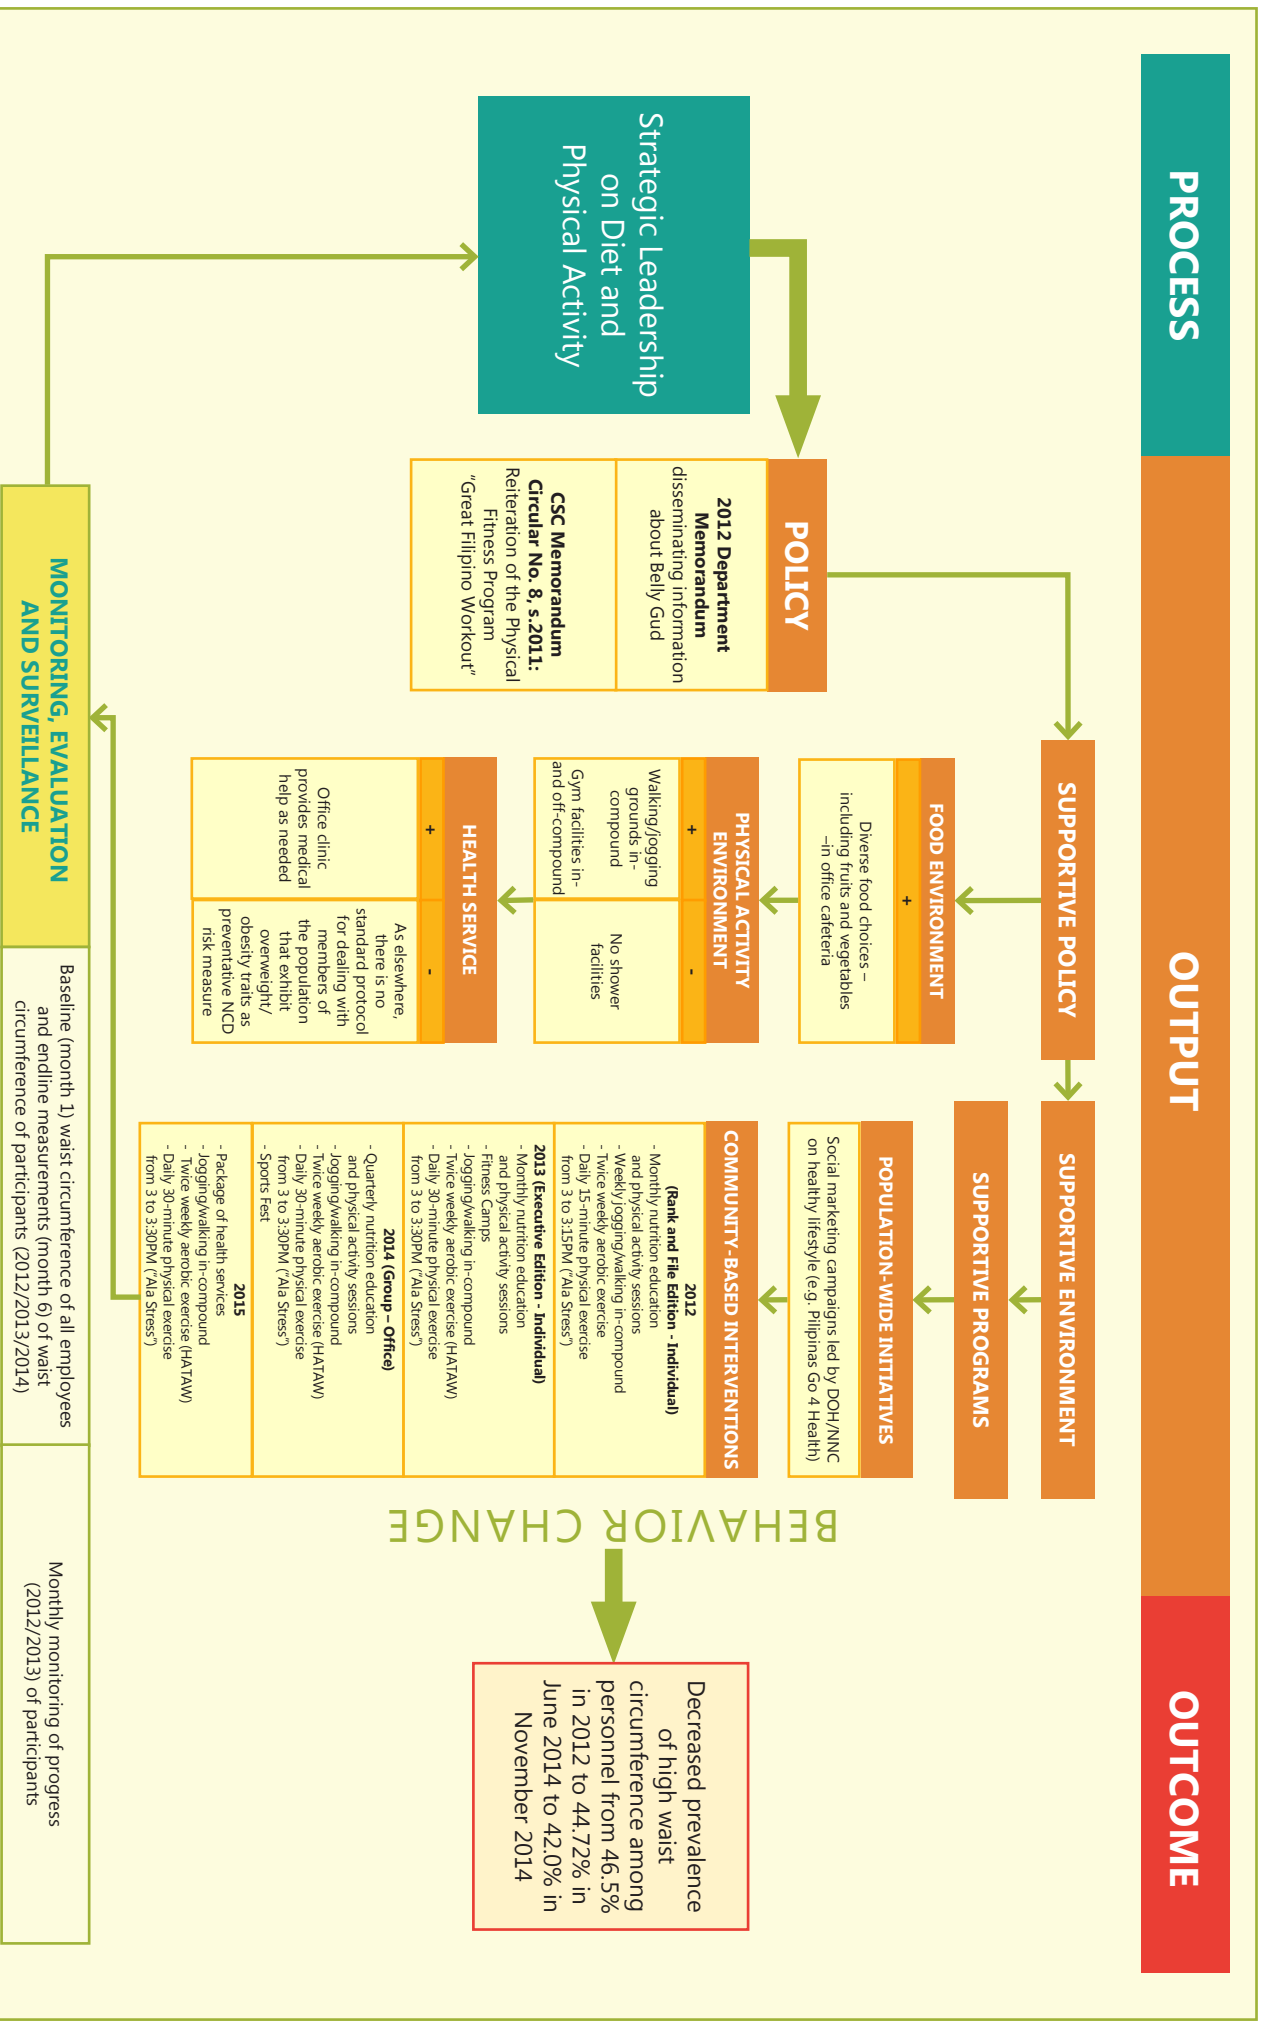 PROCESS
OUTPUT
OUTCOME
Strategic Leadership
on Diet and
Physical Activity
POLICY
2012 Department
Memorandum
disseminating information
about Belly Gud
CSC Memorandum
Circular No. 8, s.2011:
Reiteration of the Physical
Fitness Program
“Great Filipino Workout”
SUPPORTIVE POLICY
FOOD ENVIRONMENT
+
Diverse food choices –
including fruits and vegetables
–in office cafeteria
PHYSICAL ACTIVITY
ENVIRONMENT
+
-
Walking/jogging
grounds in-
compound
Gym facilities in-
and off-compound
No shower
facilities
HEALTH SERVICE
+
-
Office clinic
provides medical
help as needed
As elsewhere,
there is no
standard protocol
for dealing with
members of
the population
that exhibit
overweight/
obesity traits as
preventative NCD
risk measure
SUPPORTIVE ENVIRONMENT
SUPPORTIVE PROGRAMS
POPULATION-WIDE INITIATIVES
Social marketing campaigns led by DOH/NNC
on healthy lifestyle (e.g. Pilipinas Go 4 Health)
COMMUNITY-BASED INTERVENTIONS
2012
(Rank and File Edition - Individual)
- Monthly nutrition education
and physical activity sessions
- Weekly jogging/walking in-compound
- Twice weekly aerobic exercise
- Daily 15-minute physical exercise
from 3 to 3:15PM (“Ala Stress”)
2013 (Executive Edition - Individual)
- Monthly nutrition education
and physical activity sessions
- Fitness Camps
- Jogging/walking in-compound
- Twice weekly aerobic exercise (HATAW)
- Daily 30-minute physical exercise
from 3 to 3:30PM (“Ala Stress”)
2014 (Group – Office)
- Quarterly nutrition education
and physical activity sessions
- Jogging/walking in-compound
- Twice weekly aerobic exercise (HATAW)
- Daily 30-minute physical exercise
from 3 to 3:30PM (“Ala Stress”)
- Sports Fest
2015
- Package of health services
- Jogging/walking in-compound
- Twice weekly aerobic exercise (HATAW)
- Daily 30-minute physical exercise
from 3 to 3:30PM (“Ala Stress”)
BEHAVIOR CHANGE
Decreased prevalence
of high waist
circumference among
personnel from 46.5%
in 2012 to 44.72% in
June 2014 to 42.0% in
November 2014
MONITORING, EVALUATION
AND SURVEILLANCE
Baseline (month 1) waist circumference of all employees
and endline measurements (month 6) of waist
circumference of participants (2012/2013/2014)
Monthly monitoring of progress
(2012/2013) of participants